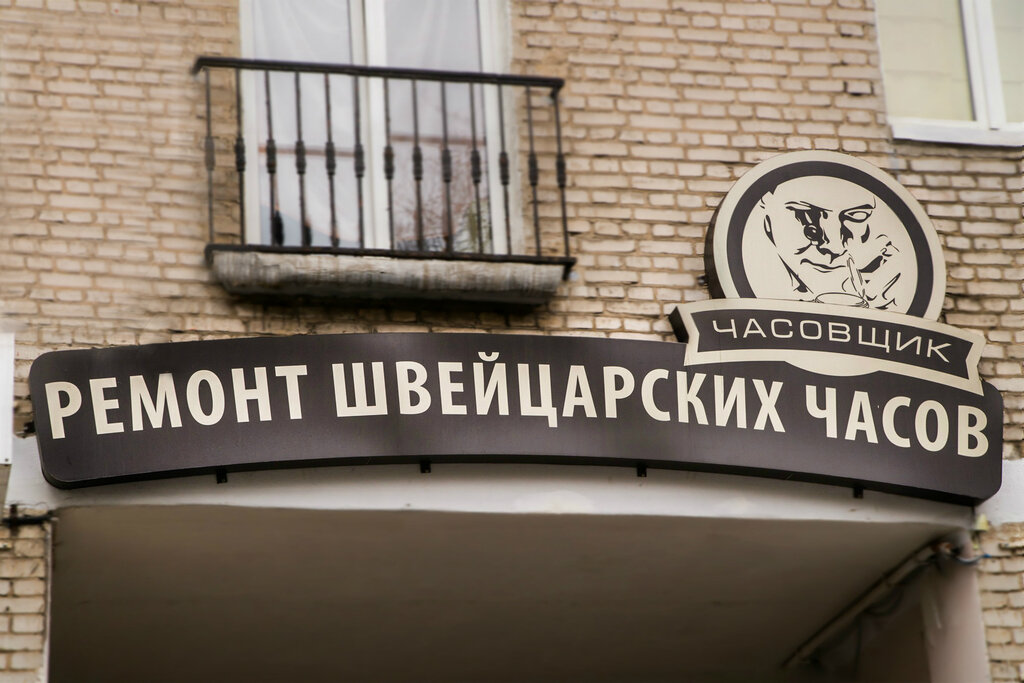 ЧАСОВЩИК
РЕМОНТ ШВЕЙЦАРСКИХ ЧАСОВ